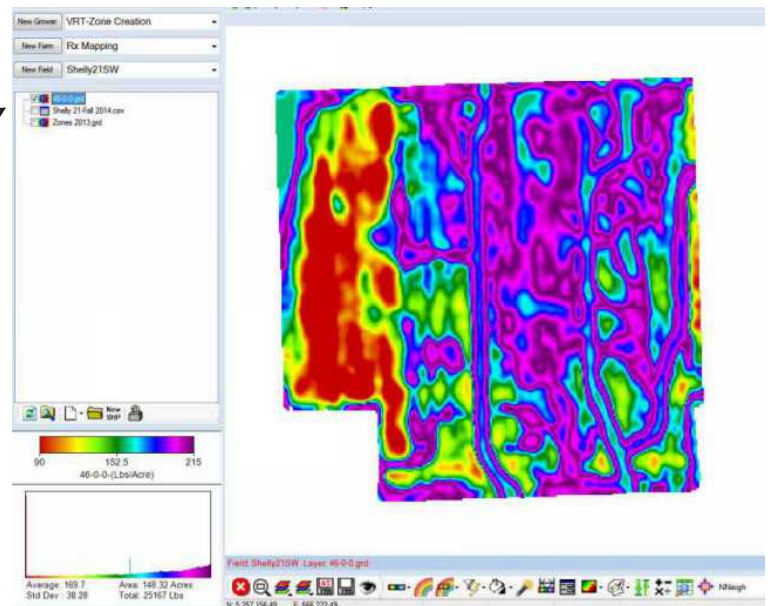 New Grower VRT-Zone Creation
New Farm Rx Mapping
New Field Shelly21SW
46-0-0.grd
Shelly 21-Fall 2014.csv
Zones 2013.grd
New
SHP
90 152.5 215
46-0-0-(Lbs/Acre)
Average: 169.7 Area: 148.32 Acres
Std Dev : 38.28 Total: 25167 Lbs
Field: Shelly21SW Layer: 46-0-0.grd
NNeigh